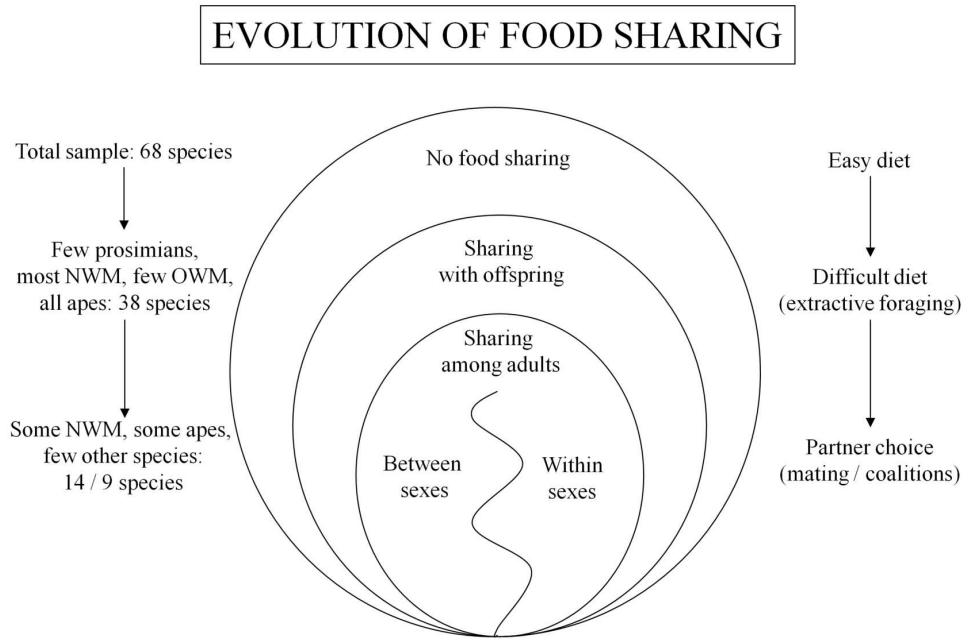 EVOLUTION OF FOOD SHARING
Total sample: 68 species
Few prosimians,
most NWM, few OWM,
all apes: 38 species
Some NWM, some apes,
few other species:
14 / 9 species
No food sharing
Sharing
with offspring
Sharing
among adults
Between
sexes
Within
sexes
Easy diet
Difficult diet
(extractive foraging)
Partner choice
(mating / coalitions)